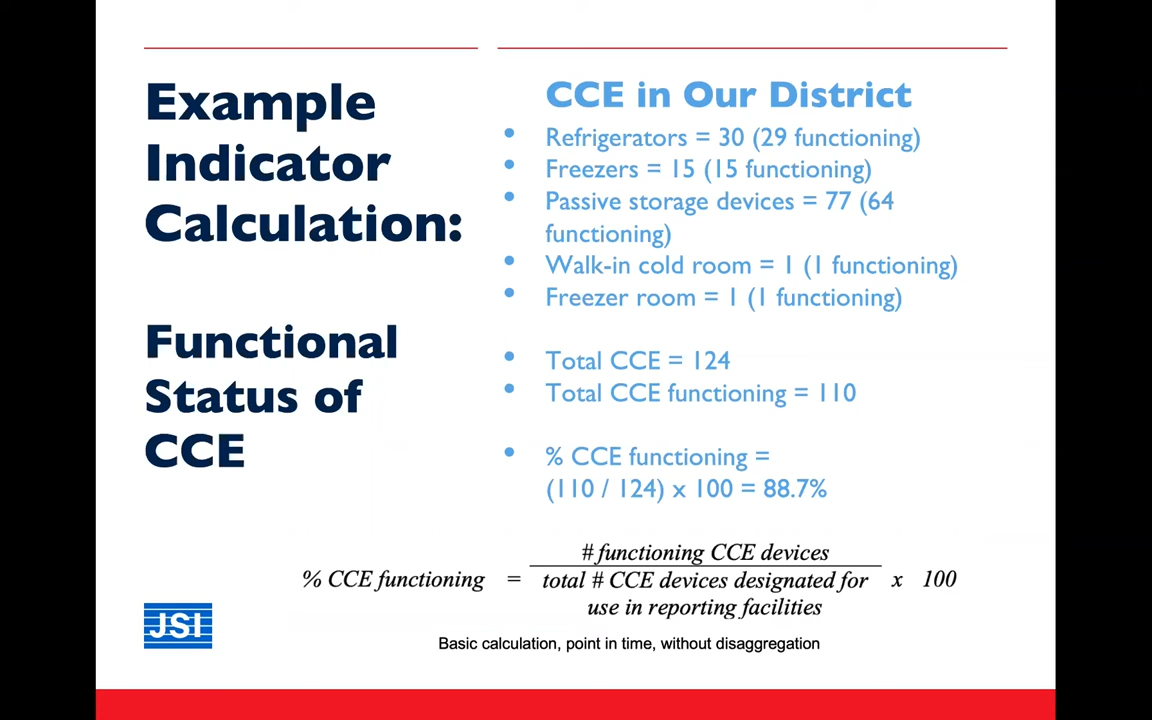 Example
Indicator
Calculation:
Functional
Status of
CCE
CCE in Our District
• Refrigerators = 30 (29 functioning)
• Freezers = 15 (15 functioning)
• Passive storage devices = 77 (64
functioning)
• Walk-in cold room = 1 (1 functioning)
• Freezer room = 1 (1 functioning)
• Total CCE = 124
• Total CCE functioning = 110
• % CCE functioning =
(110 / 124) x 100 = 88.7%
# functioning CCE devices
% CCE functioning = total # CCE devices designated for x 100
use in reporting facilities
JSI
Basic calculation, point in time, without disaggregation